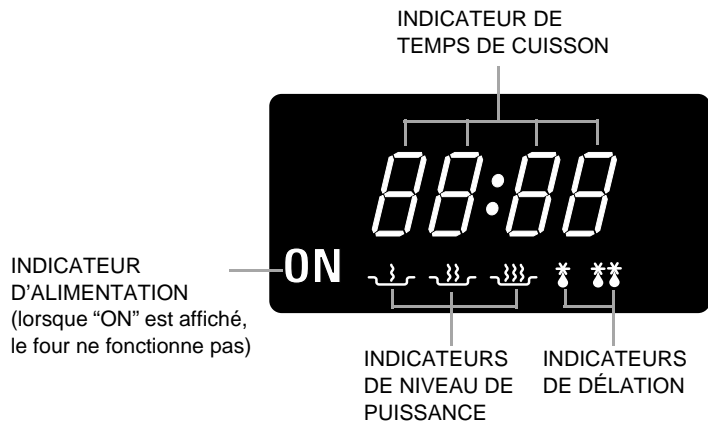 INDICATEUR DE
TEMPS DE CUISSON
88:88
ON
INDICATEUR
D'ALIMENTATION
(lorsque “ON” est affiché,
le four ne fonctionne pas)
INDICATEURS
DE NIVEAU DE
PUISSANCE
INDICATEURS
DE DÉLATION